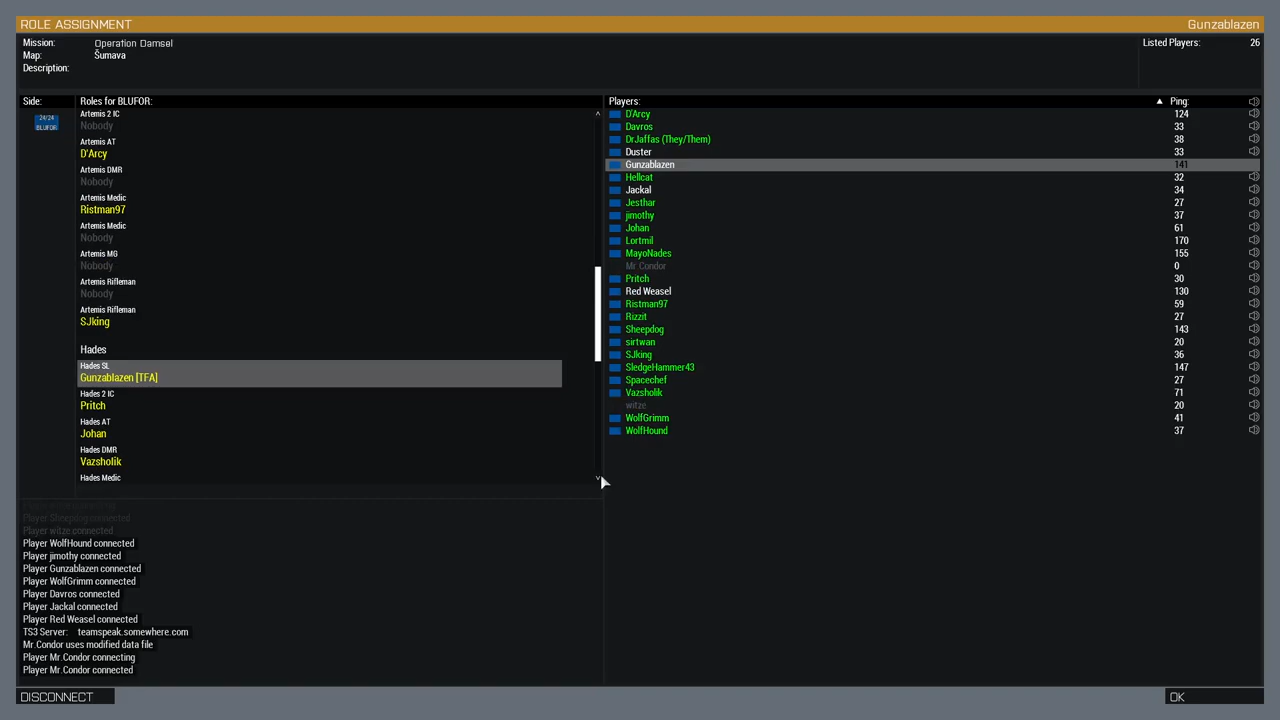 ROLE ASSIGNMENT Gunzablazen
Mission: Operation Damsel Listed Players: 26
Map: Šumava
Description:
Side: Roles for BLUFOR: Players: Ping:
24/26
BLUFOR
Artemis 2 IC
Nobody
Artemis AT
D'Arcy
Artemis DMR
Nobody
Artemis Medic
Ristman97
Artemis Medic
Nobody
Artemis MG
Nobody
Artemis Rifleman
Nobody
Artemis Rifleman
SJking
Hades
Hades SL
Gunzablazen [TFA]
Hades 2 IC
Pritch
Hades AT
Johan
Hades DMR
Vazsholik
Hades Medic
D'Arcy 124
Davros 33
DrJaffas (They/Them) 38
Duster 33
Gunzablazen 141
Hellcat 32
Jackal 34
Jesthar 27
jimothy 37
Johan 61
Lortmil 170
MayoNades 155
Mr Condor 0
Pritch 30
Red Weasel 130
Ristman97 59
Rizzit 27
Sheepdog 143
sirtwan 20
SJking 36
SledgeHammer43 147
Spacechef 27
Vazsholik 71
witze 20
WolfGrimm 41
WolfHound 37
Player Sheepdog connected
Player witze connected
Player WolfHound connected
Player jimothy connected
Player Gunzablazen connected
Player WolfGrimm connected
Player Davros connected
Player Jackal connected
Player Red Weasel connected
TS3 Server: teamspeak.somewhere.com
Mr.Condor uses modified data file
Player Mr.Condor connecting
Player Mr.Condor connected
DISCONNECT OK